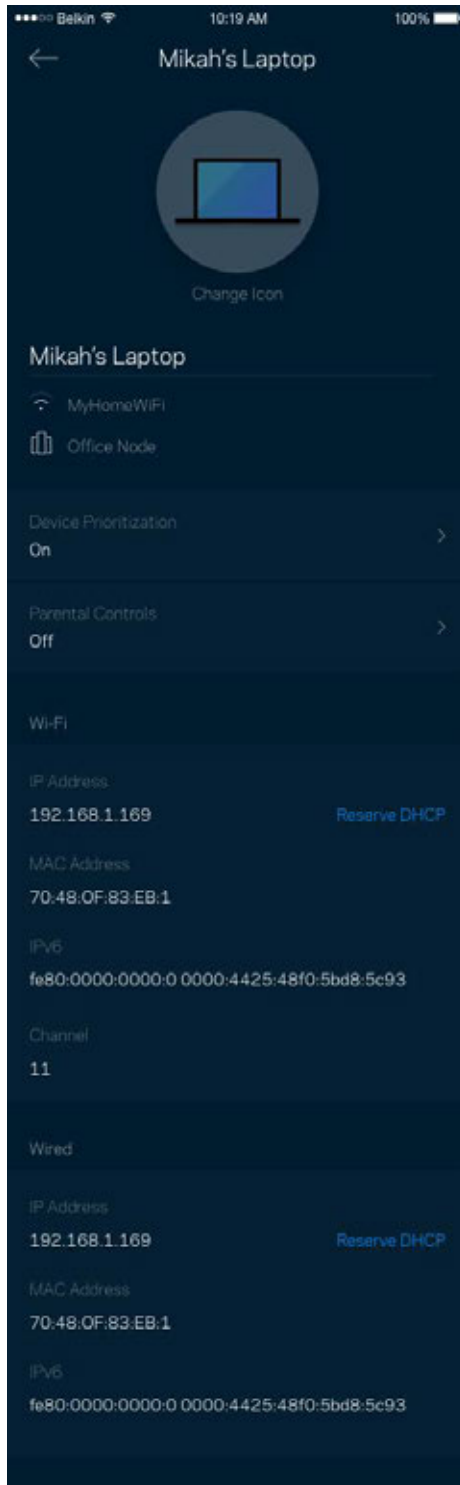 Belkin 10:19 AM 100%
Mikah's Laptop
Change Icon
Mikah's Laptop
MyHomeWiFi
Office Node
Device Prioritization
On
Parental Controls
Off
Wi-Fi
IP Address
192.168.1.169 Reserve DHCP
MAC Address
70:48:0F:83:EB:1
IPv6
fe80:0000:0000:0 0000:4425:48f0:5bd8:5c93
Channel
11
Wired
IP Address
192.168.1.169 Reserve DHCP
MAC Address
70:48:0F:83:EB:1
IPv6
fe80:0000:0000:0 0000:4425:48f0:5bd8:5c93